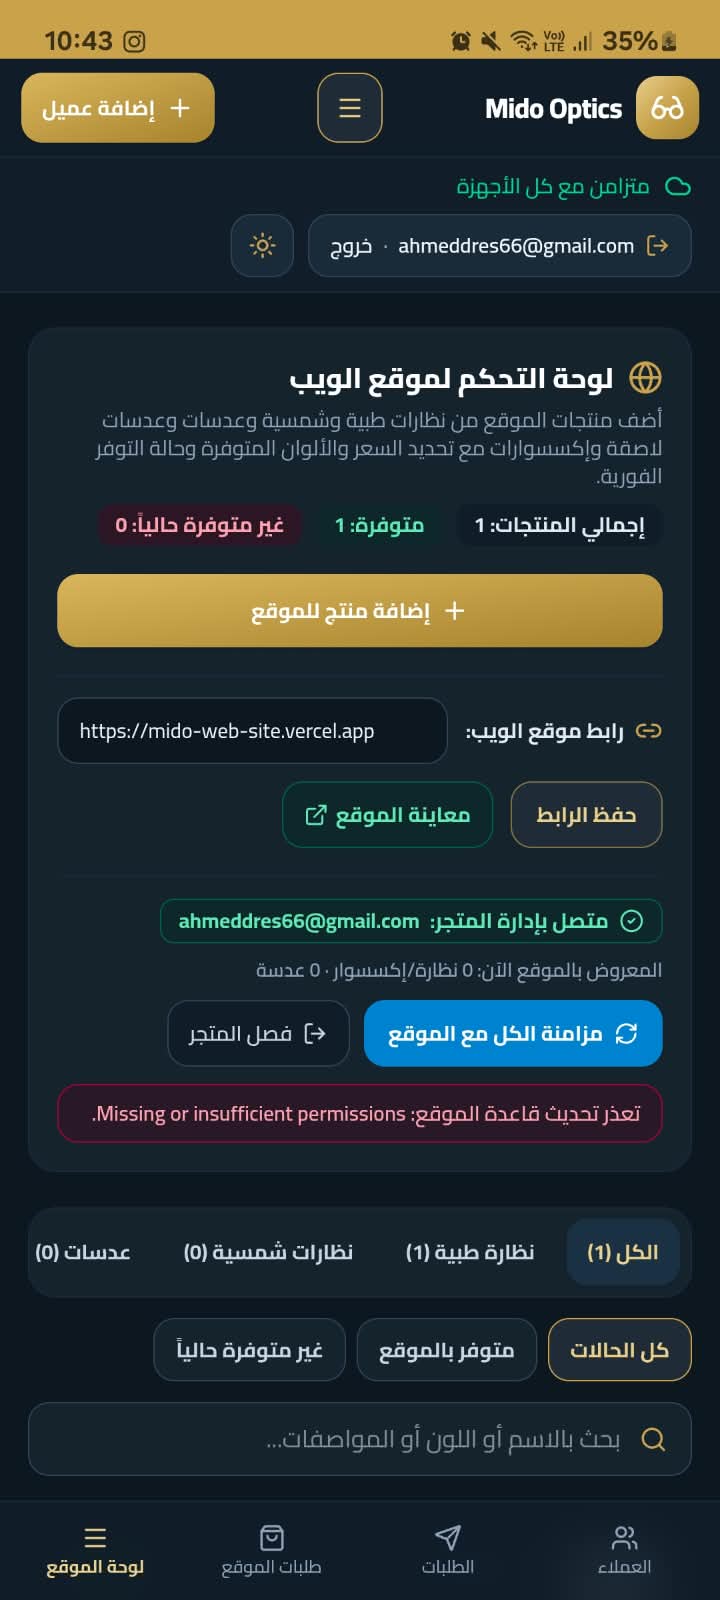 10:43
Vo))
LTE
35%
Mido Optics
إضافة عميل
متزامن مع كل الأجهزة
ahmeddres66@gmail.com · خروج
لوحة التحكم لموقع الويب
أضف منتجات الموقع من نظارات طبية وشمسية وعدسات وعدسات
لاصقة وإكسسوارات مع تحديد السعر والألوان المتوفرة وحالة التوفر
الفورية.
إجمالي المنتجات: 1
متوفرة: 1
غير متوفرة حالياً: 0
إضافة منتج للموقع
رابط موقع الويب:
https://mido-web-site.vercel.app
حفظ الرابط
معاينة الموقع
متصل بإدارة المتجر: ahmeddres66@gmail.com
المعروض بالموقع الآن: 0 نظارة/إكسسوار · 0 عدسة
مزامنة الكل مع الموقع
فصل المتجر
تعذر تحديث قاعدة الموقع: Missing or insufficient permissions.
الكل (1)
نظارة طبية (1)
نظارات شمسية (0)
عدسات (0)
كل الحالات
متوفر بالموقع
غير متوفرة حالياً
بحث بالاسم أو اللون أو المواصفات...
العملاء
الطلبات
طلبات الموقع
لوحة الموقع